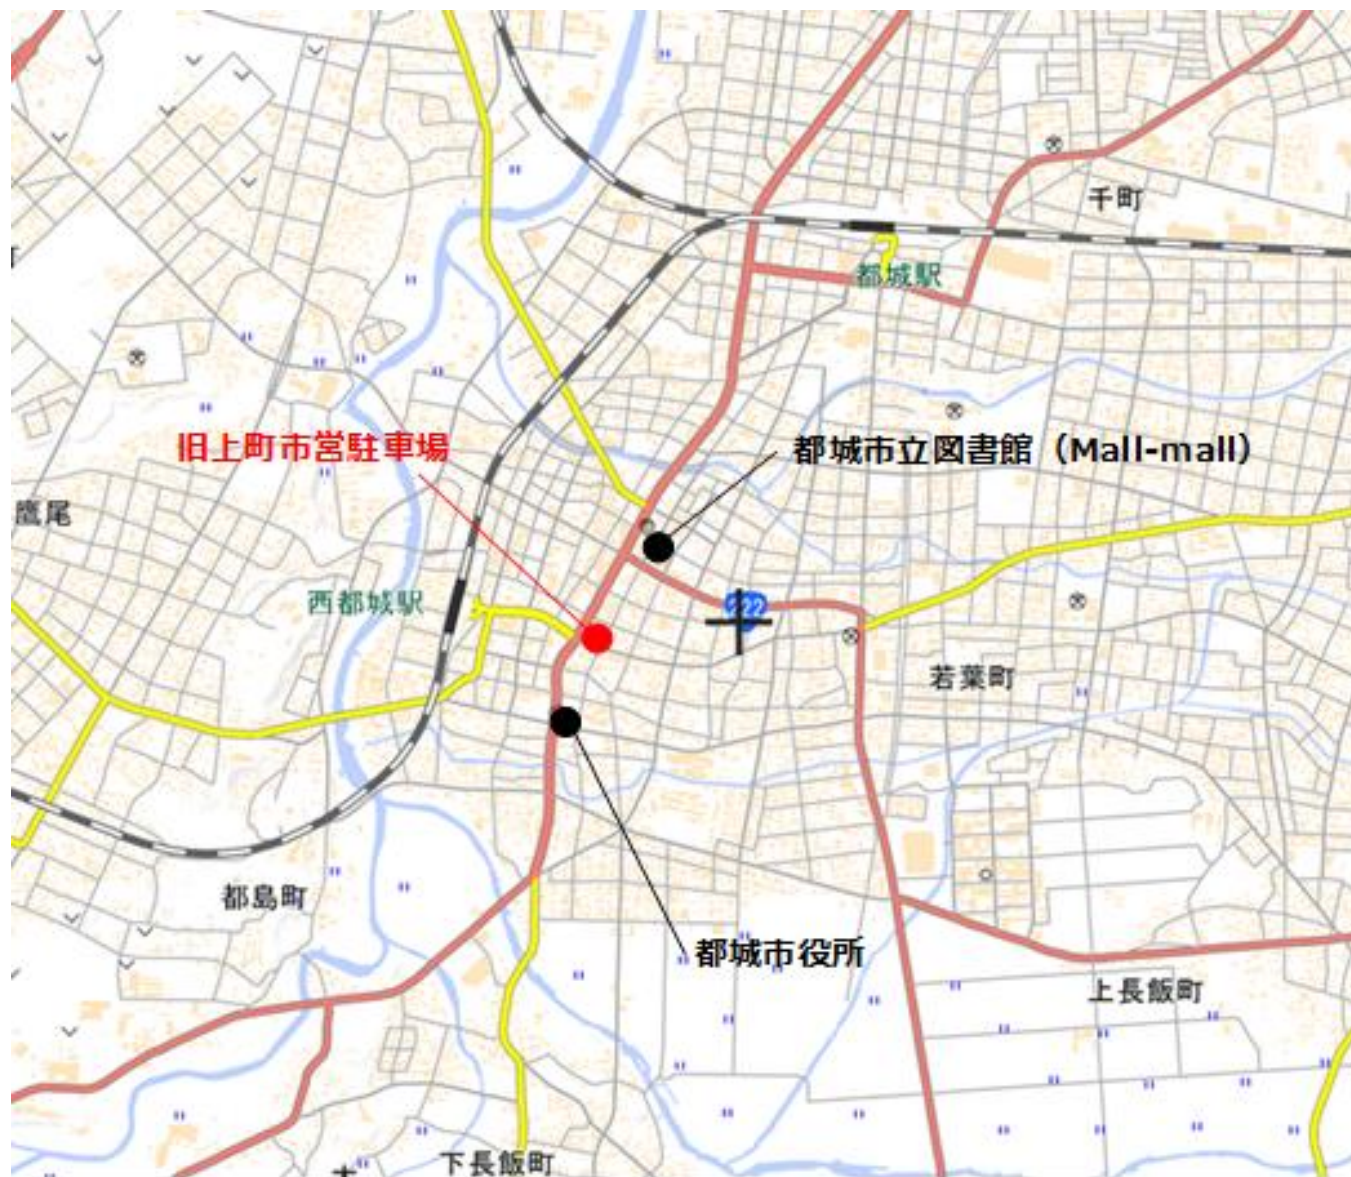 千町
都城駅
旧上町市営駐車場
都城市立図書館（Mall-mall）
鷹尾
西都城駅
222
若葉町
都島町
都城市役所
上長飯町
下長飯町